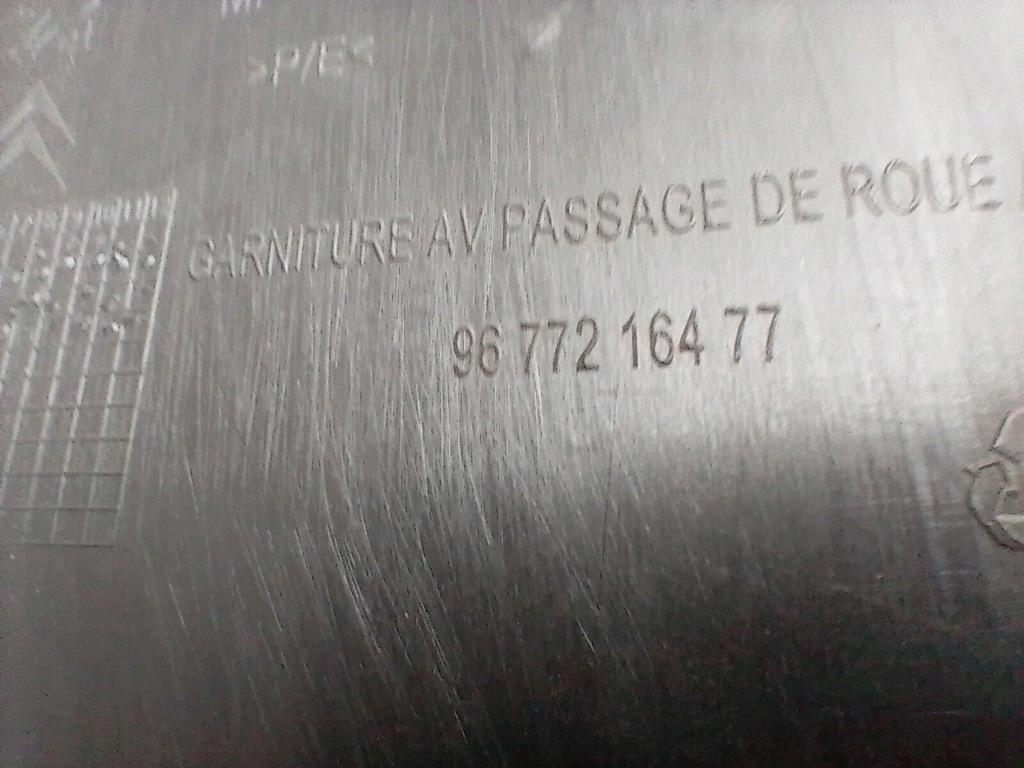 >P/E<
GARNITURE AV PASSAGE DE ROUE
96 772 164 77